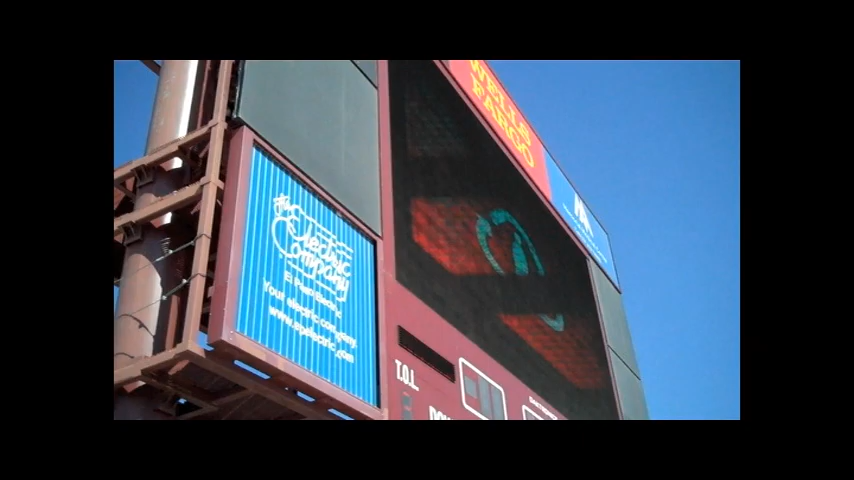 WELLS
FARGO
the
Electric
Company
El Paso Electric
Your electric company.
www.epelectric.com
T.O.L.